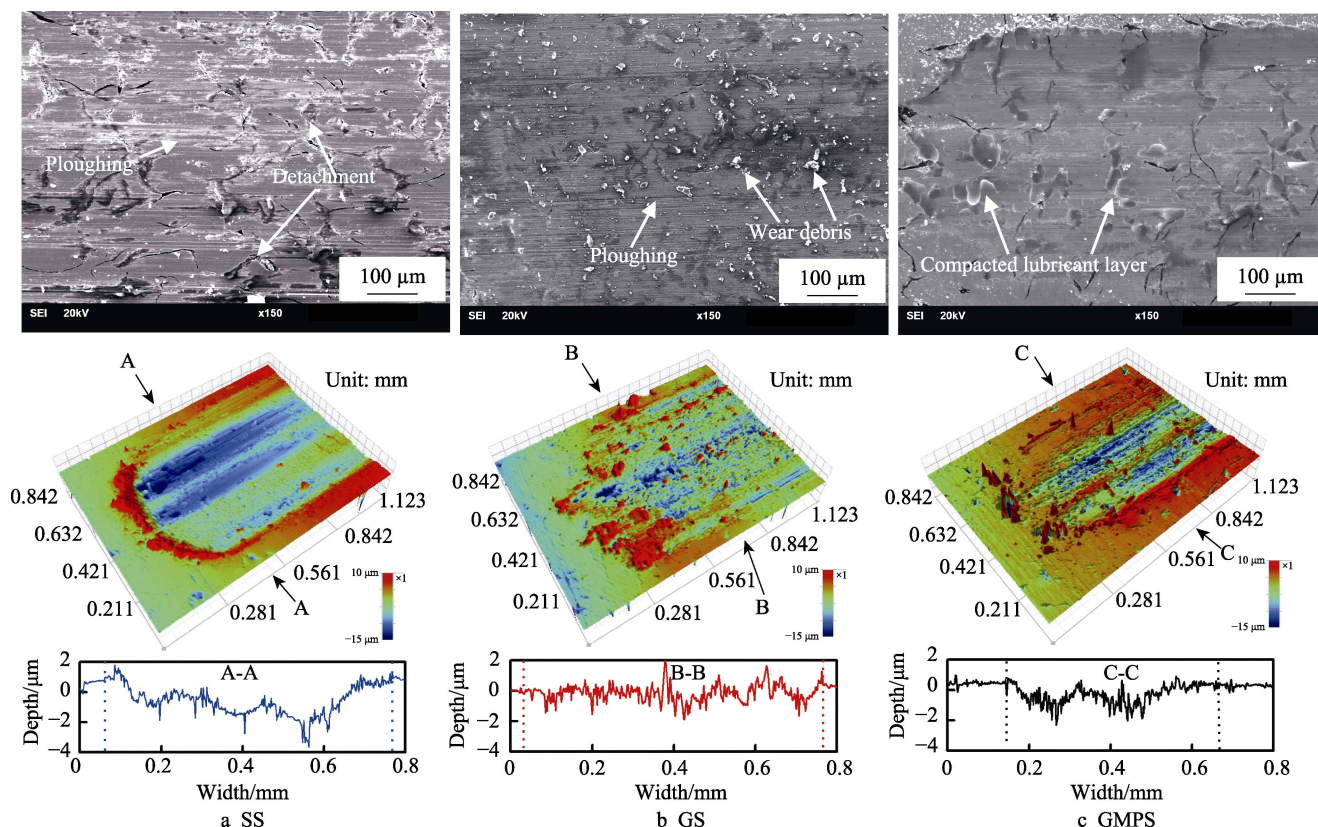 Ploughing
Detachment
100 μm
SEI 20kV x150
Wear debris
Ploughing
100 μm
SEI 20kV x150
Compacted lubricant layer
100 μm
SEI 20kV x150
A
Unit: mm
0.842
0.632
0.421
0.211
0.281
0.561
0.842
1.123
A
10 μm
×1
−15 μm
B
Unit: mm
0.842
0.632
0.421
0.211
0.281
0.561
0.842
1.123
B
10 μm
×1
−15 μm
C
Unit: mm
0.842
0.632
0.421
0.211
0.281
0.561
0.842
1.123
C
10 μm
×1
−15 μm
A-A
Depth/μm
2
0
−2
−4
0 0.2 0.4 0.6 0.8
Width/mm
a SS
B-B
Depth/μm
2
0
−2
−4
0 0.2 0.4 0.6 0.8
Width/mm
b GS
C-C
Depth/μm
2
0
−2
−4
0 0.2 0.4 0.6 0.8
Width/mm
c GMPS